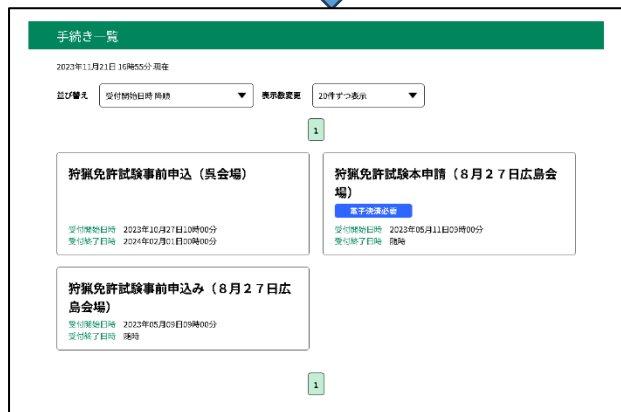 手続き一覧
2023年11月21日 16時55分 現在
並び替え 受付開始日時 降順 ▼ 表示数変更 20件ずつ表示 ▼
1
狩猟免許試験事前申込（呉会場）
受付開始日時 2023年10月27日10時00分
受付終了日時 2024年02月01日00時00分
狩猟免許試験本申請（８月２７日広島会
場）
電子決済必要
受付開始日時 2023年05月11日09時00分
受付終了日時 随時
狩猟免許試験事前申込み（８月２７日広
島会場）
受付開始日時 2023年05月09日09時00分
受付終了日時 随時
1